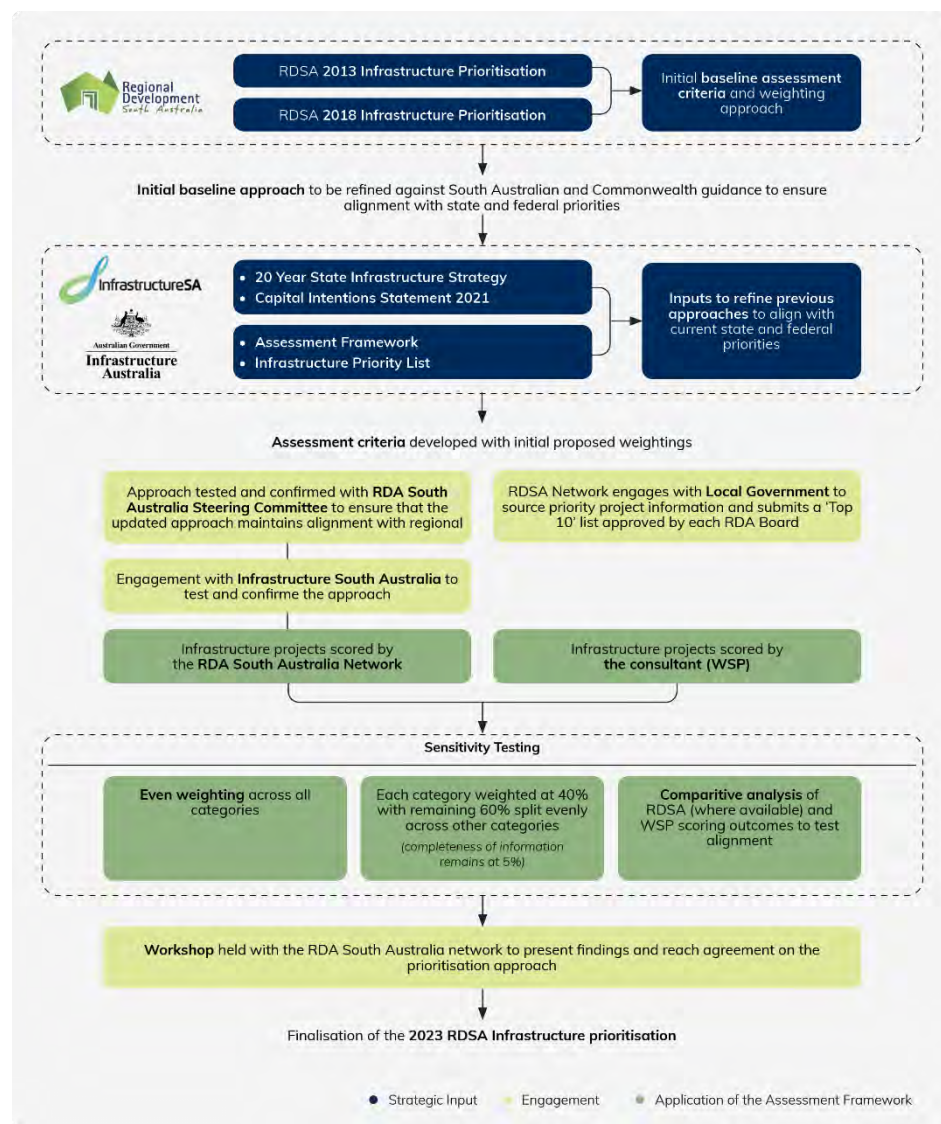 Regional
Development
South Australia
RDSA 2013 Infrastructure Prioritisation
RDSA 2018 Infrastructure Prioritisation
Initial baseline assessment
criteria and weighting
approach
Initial baseline approach to be refined against South Australian and Commonwealth guidance to ensure
alignment with state and federal priorities
InfrastructureSA
Australian Government
Infrastructure
Australia
• 20 Year State Infrastructure Strategy
• Capital Intentions Statement 2021
• Assessment Framework
• Infrastructure Priority List
Inputs to refine previous
approaches to align with
current state and federal
priorities
Assessment criteria developed with initial proposed weightings
Approach tested and confirmed with RDA South
Australia Steering Committee to ensure that the
updated approach maintains alignment with regional
RDSA Network engages with Local Government to
source priority project information and submits a 'Top
10' list approved by each RDA Board
Engagement with Infrastructure South Australia to
test and confirme the approach
Infrastructure projects scored by
the RDA South Australia Network
Infrastructure projects scored by
the consultant (WSP)
Sensitivity Testing
Even weighting across all
categories
Each category weighted at 40%
with remaining 60% split evenly
across other categories
(completeness of information
remains at 5%)
Comparitive analysis of
RDSA (where available) and
WSP scoring outcomes to test
alignment
Workshop held with the RDA South Australia network to present findings and reach agreement on the
prioritisation approach
Finalisation of the 2023 RDSA Infrastructure prioritisation
Strategic Input
Engagement
Application of the Assessment Framework